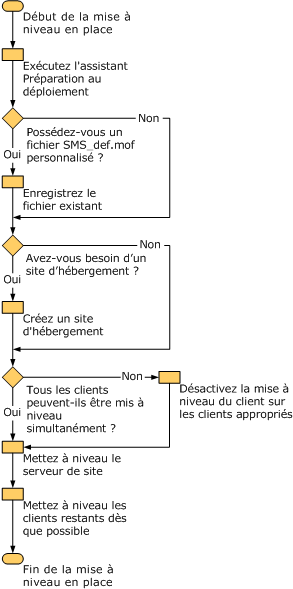 Début de la mise à
niveau en place
Exécutez l'assistant
Préparation au
déploiement
Non
Possédez-vous un
fichier SMS_def.mof
personnalisé ?
Oui
Enregistrez le
fichier existant
Non
Avez-vous besoin d'un
site d'hébergement ?
Oui
Créez un site
d'hébergement
Non
Tous les clients
peuvent-ils être mis à
niveau
simultanément ?
Oui
Désactivez la mise à
niveau du client sur
les clients appropriés
Mettez à niveau le
serveur de site
Mettez à niveau les
clients restants dès
que possible
Fin de la mise à
niveau en place